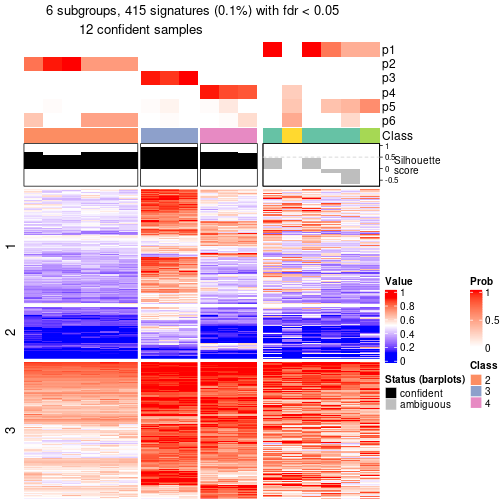 6 subgroups, 415 signatures (0.1%) with fdr < 0.05
12 confident samples
p1
p2
p3
p4
p5
p6
Class
1
0.5
0
-0.5
Silhouette
score
1
2
3
Value
1
0.8
0.6
0.4
0.2
0
Prob
1
0.5
0
Status (barplots)
confident
ambiguous
Class
2
3
4